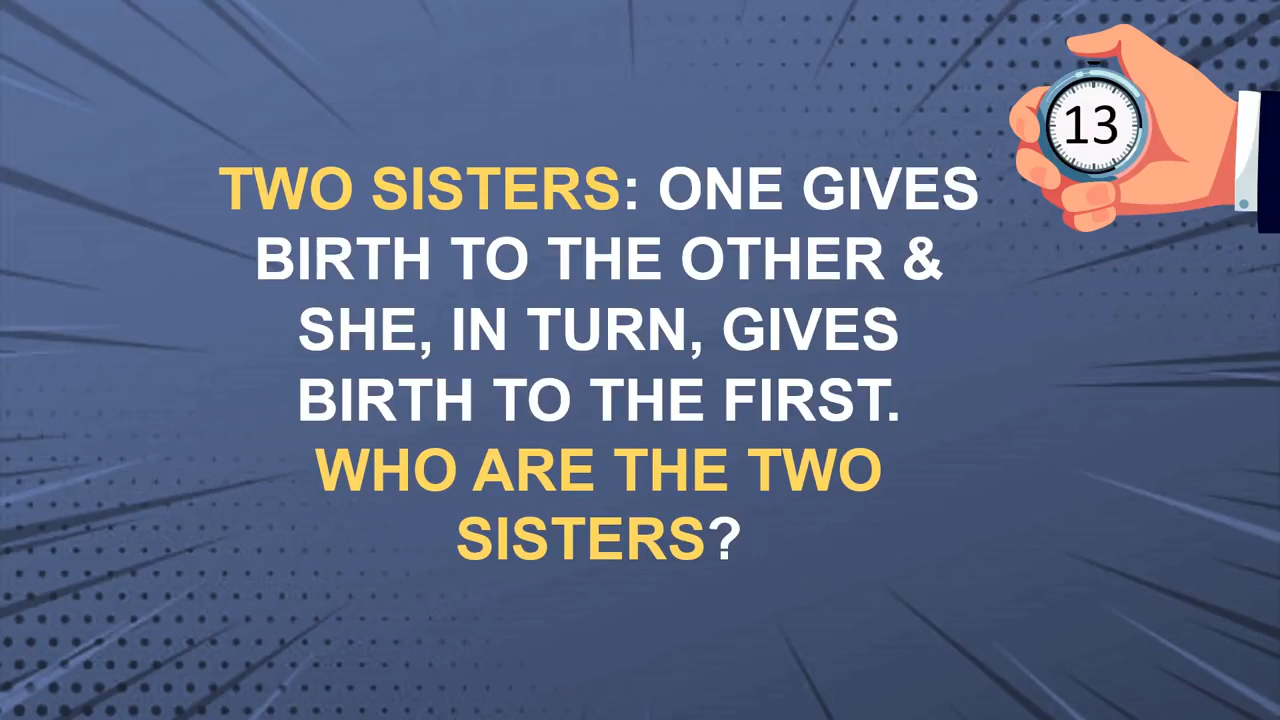 13
TWO SISTERS: ONE GIVES
BIRTH TO THE OTHER &
SHE, IN TURN, GIVES
BIRTH TO THE FIRST.
WHO ARE THE TWO
SISTERS?